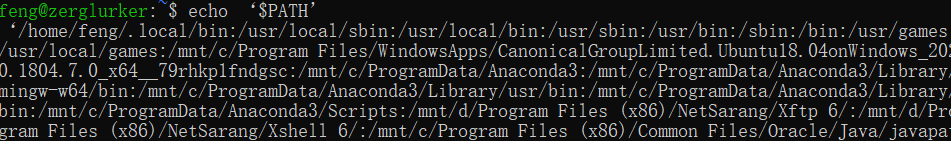 feng@zerglurker:~$ echo ‘$PATH’
‘/home/feng/.local/bin:/usr/local/sbin:/usr/local/bin:/usr/sbin:/usr/bin:/sbin:/bin:/usr/games
/usr/local/games:/mnt/c/Program Files/WindowsApps/CanonicalGroupLimited.Ubuntu18.04onWindows_202
0.1804.7.0_x64__79rhkp1fndgsc:/mnt/c/ProgramData/Anaconda3:/mnt/c/ProgramData/Anaconda3/Library/
mingw-w64/bin:/mnt/c/ProgramData/Anaconda3/Library/usr/bin:/mnt/c/ProgramData/Anaconda3/Library/
bin:/mnt/c/ProgramData/Anaconda3/Scripts:/mnt/d/Program Files (x86)/NetSarang/Xftp 6/:/mnt/d/Pro
gram Files (x86)/NetSarang/Xshell 6/:/mnt/c/Program Files (x86)/Common Files/Oracle/Java/javapat